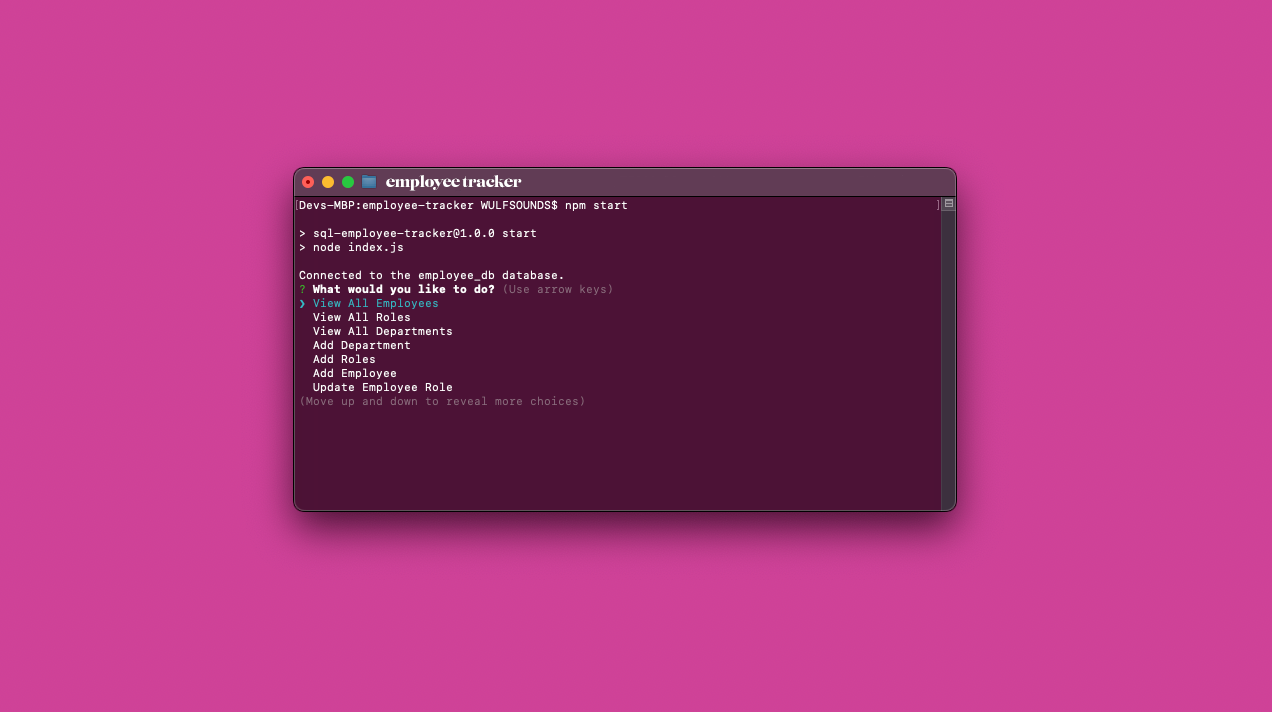 employee tracker
[Devs-MBP:employee-tracker WULFSOUNDS$ npm start ]
> sql-employee-tracker@1.0.0 start
> node index.js
Connected to the employee_db database.
? What would you like to do? (Use arrow keys)
❯ View All Employees
View All Roles
View All Departments
Add Department
Add Roles
Add Employee
Update Employee Role
(Move up and down to reveal more choices)